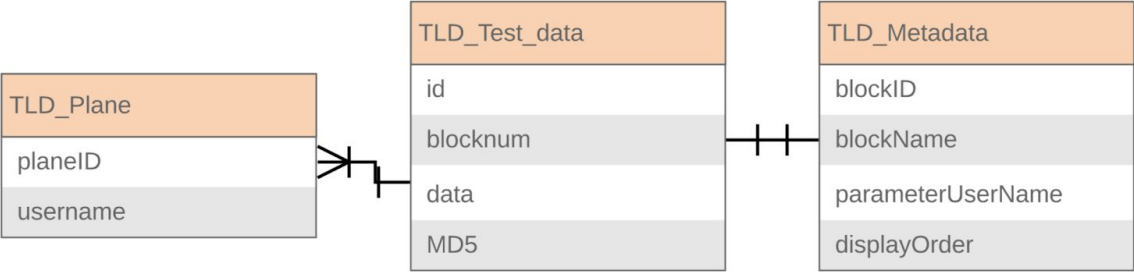 TLD_Plane
planeID
username
TLD_Test_data
id
blocknum
data
MD5
TLD_Metadata
blockID
blockName
parameterUserName
displayOrder